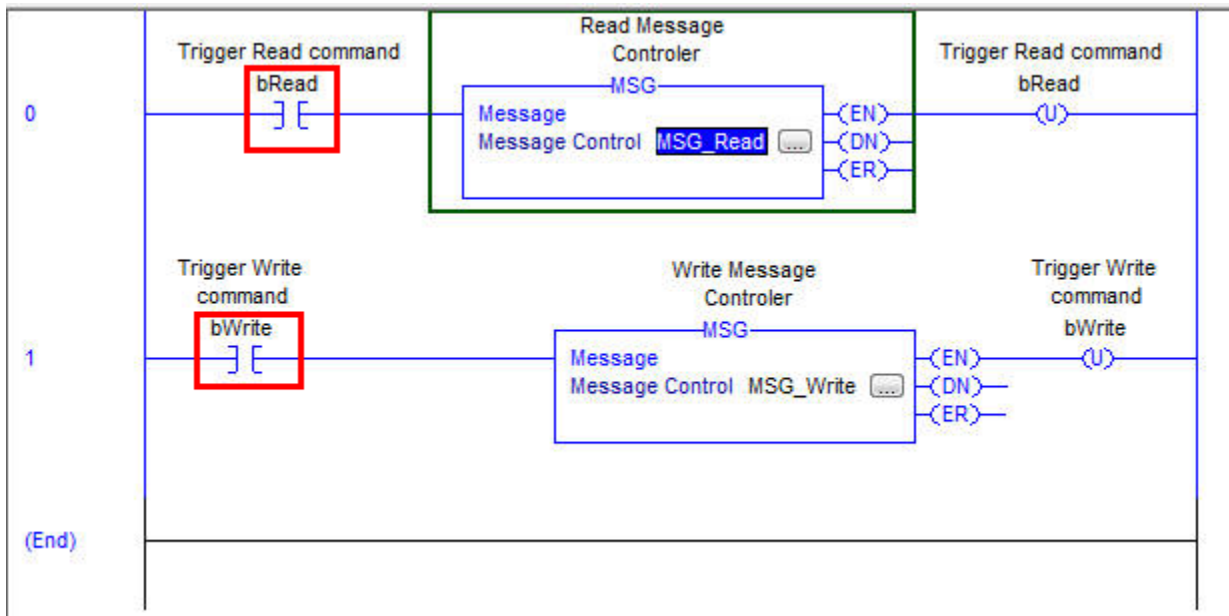 Read Message
Controler
Trigger Read command
bRead
MSG
Trigger Read command
bRead
0
Message
Message Control MSG_Read ...
(EN)
(DN)
(ER)
(U)
Trigger Write
command
bWrite
Write Message
Controler
MSG
Trigger Write
command
bWrite
1
Message
Message Control MSG_Write ...
(EN)
(DN)
(ER)
(U)
(End)